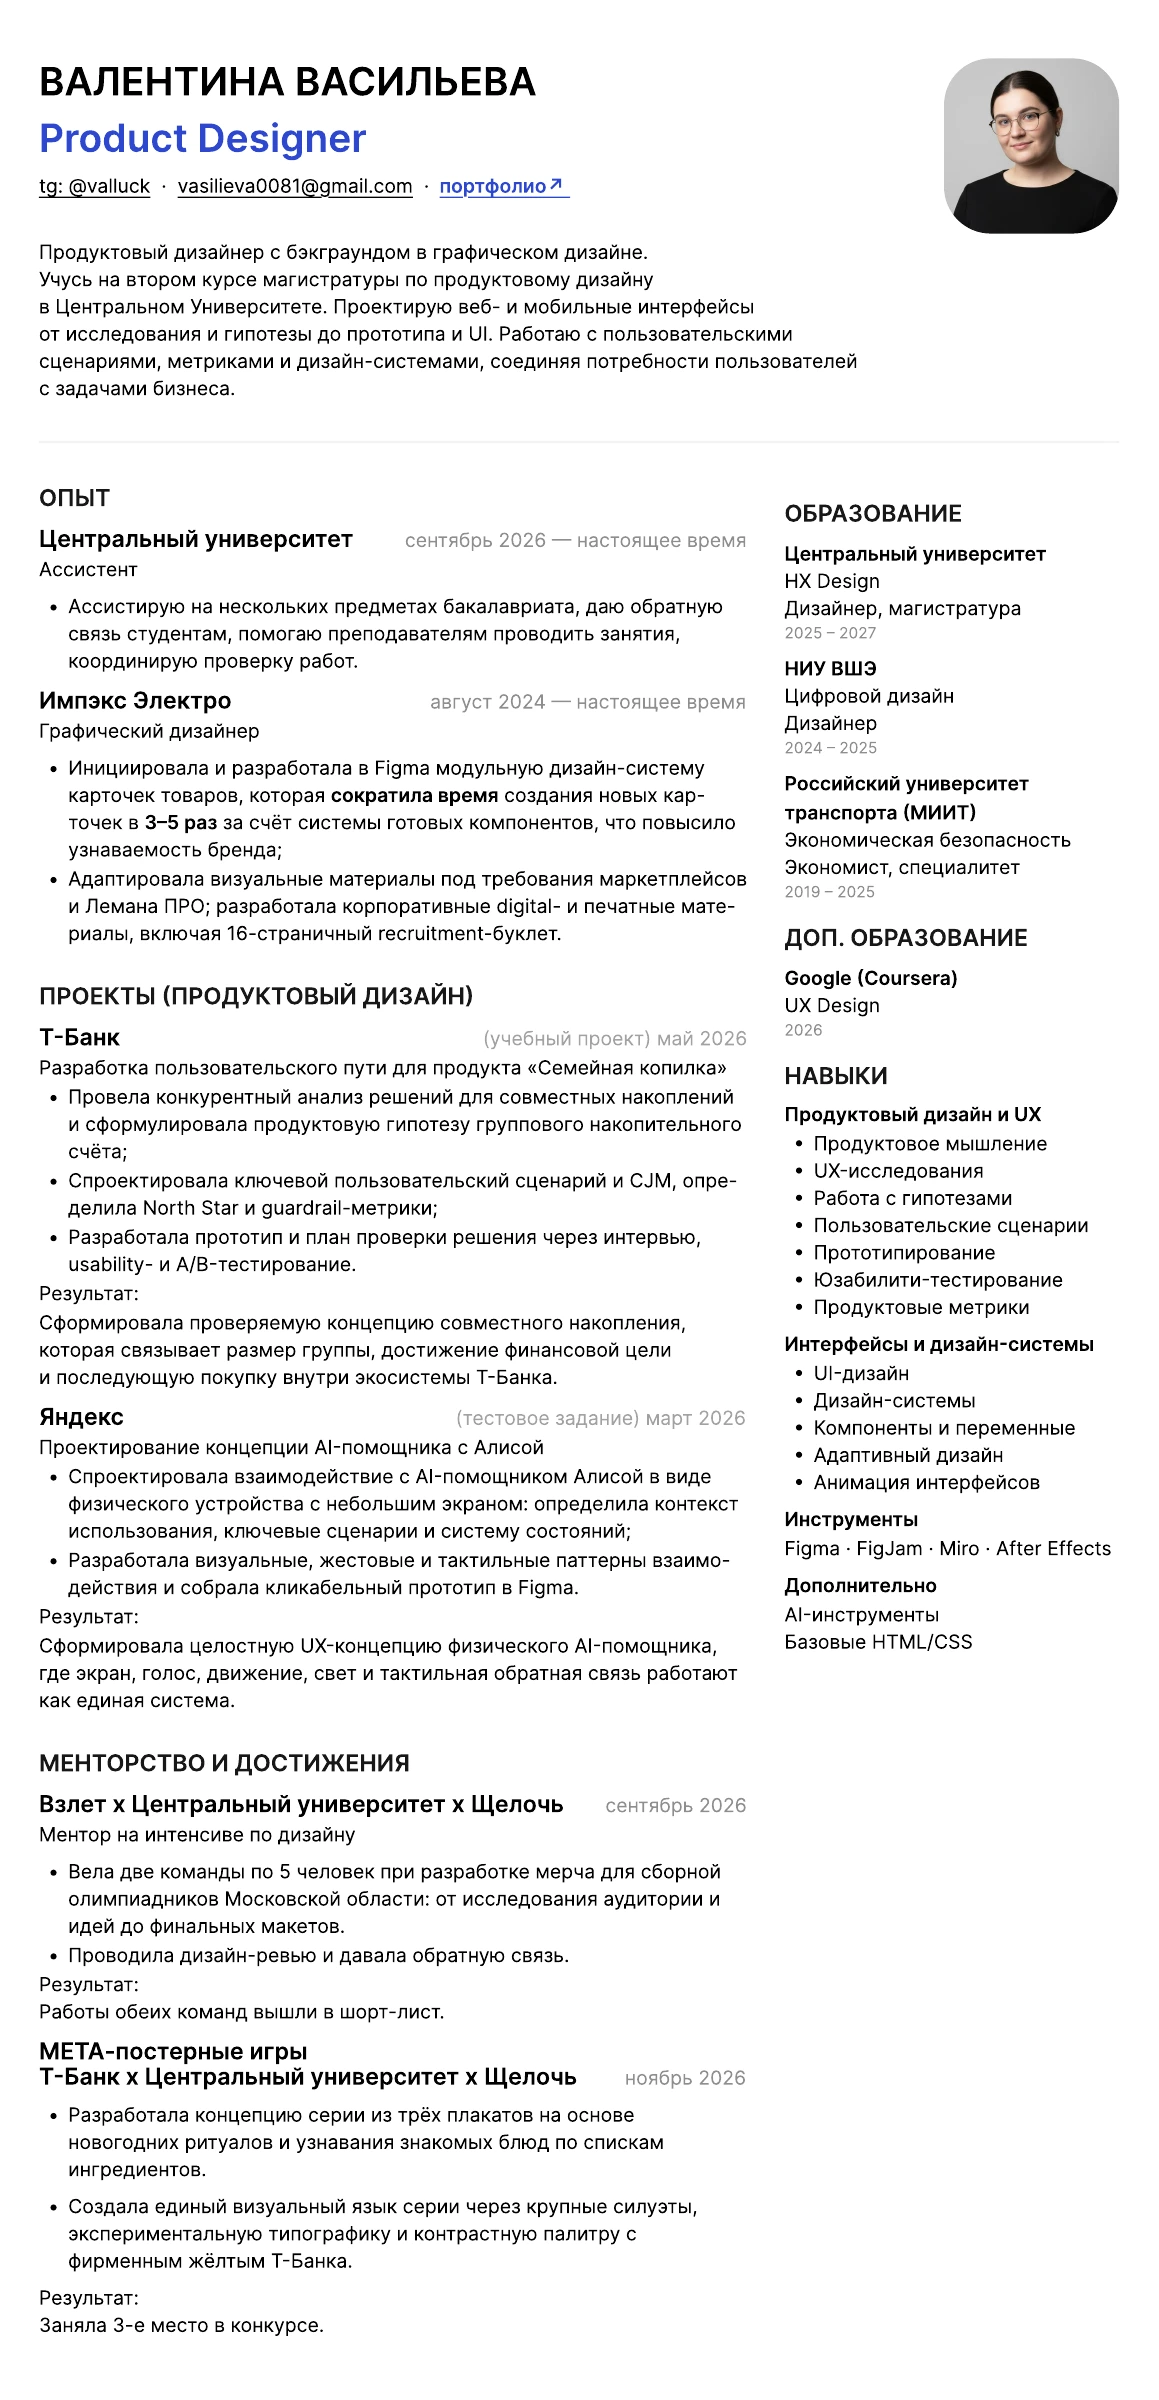 ВАЛЕНТИНА ВАСИЛЬЕВА
Product Designer
tg: @valluck · vasilieva0081@gmail.com · портфолио↗
Продуктовый дизайнер с бэкграундом в графическом дизайне.
Учусь на втором курсе магистратуры по продуктовому дизайну
в Центральном Университете. Проектирую веб- и мобильные интерфейсы
от исследования и гипотезы до прототипа и UI. Работаю с пользовательскими
сценариями, метриками и дизайн-системами, соединяя потребности пользователей
с задачами бизнеса.
ОПЫТ
Центральный университет сентябрь 2026 — настоящее время
Ассистент
• Ассистирую на нескольких предметах бакалавриата, даю обратную
связь студентам, помогаю преподавателям проводить занятия,
координирую проверку работ.
Импэкс Электро август 2024 — настоящее время
Графический дизайнер
• Инициировала и разработала в Figma модульную дизайн-систему
карточек товаров, которая сократила время создания новых кар-
точек в 3–5 раз за счёт системы готовых компонентов, что повысило
узнаваемость бренда;
• Адаптировала визуальные материалы под требования маркетплейсов
и Лемана ПРО; разработала корпоративные digital- и печатные мате-
риалы, включая 16-страничный recruitment-буклет.
ПРОЕКТЫ (ПРОДУКТОВЫЙ ДИЗАЙН)
Т-Банк (учебный проект) май 2026
Разработка пользовательского пути для продукта «Семейная копилка»
• Провела конкурентный анализ решений для совместных накоплений
и сформулировала продуктовую гипотезу группового накопительного
счёта;
• Спроектировала ключевой пользовательский сценарий и CJM, опре-
делила North Star и guardrail-метрики;
• Разработала прототип и план проверки решения через интервью,
usability- и A/B-тестирование.
Результат:
Сформировала проверяемую концепцию совместного накопления,
которая связывает размер группы, достижение финансовой цели
и последующую покупку внутри экосистемы Т-Банка.
Яндекс (тестовое задание) март 2026
Проектирование концепции AI-помощника с Алисой
• Спроектировала взаимодействие с AI-помощником Алисой в виде
физического устройства с небольшим экраном: определила контекст
использования, ключевые сценарии и систему состояний;
• Разработала визуальные, жестовые и тактильные паттерны взаимо-
действия и собрала кликабельный прототип в Figma.
Результат:
Сформировала целостную UX-концепцию физического AI-помощника,
где экран, голос, движение, свет и тактильная обратная связь работают
как единая система.
МЕНТОРСТВО И ДОСТИЖЕНИЯ
Взлет x Центральный университет x Щелочь сентябрь 2026
Ментор на интенсиве по дизайну
• Вела две команды по 5 человек при разработке мерча для сборной
олимпиадников Московской области: от исследования аудитории и
идей до финальных макетов.
• Проводила дизайн-ревью и давала обратную связь.
Результат:
Работы обеих команд вышли в шорт-лист.
МЕТА-постерные игры
Т-Банк x Центральный университет x Щелочь ноябрь 2026
• Разработала концепцию серии из трёх плакатов на основе
новогодних ритуалов и узнавания знакомых блюд по спискам
ингредиентов.
• Создала единый визуальный язык серии через крупные силуэты,
экспериментальную типографику и контрастную палитру с
фирменным жёлтым Т-Банка.
Результат:
Заняла 3-е место в конкурсе.
ОБРАЗОВАНИЕ
Центральный университет
HX Design
Дизайнер, магистратура
2025 – 2027
НИУ ВШЭ
Цифровой дизайн
Дизайнер
2024 – 2025
Российский университет
транспорта (МИИТ)
Экономическая безопасность
Экономист, специалитет
2019 – 2025
ДОП. ОБРАЗОВАНИЕ
Google (Coursera)
UX Design
2026
НАВЫКИ
Продуктовый дизайн и UX
• Продуктовое мышление
• UX-исследования
• Работа с гипотезами
• Пользовательские сценарии
• Прототипирование
• Юзабилити-тестирование
• Продуктовые метрики
Интерфейсы и дизайн-системы
• UI-дизайн
• Дизайн-системы
• Компоненты и переменные
• Адаптивный дизайн
• Анимация интерфейсов
Инструменты
Figma · FigJam · Miro · After Effects
Дополнительно
AI-инструменты
Базовые HTML/CSS